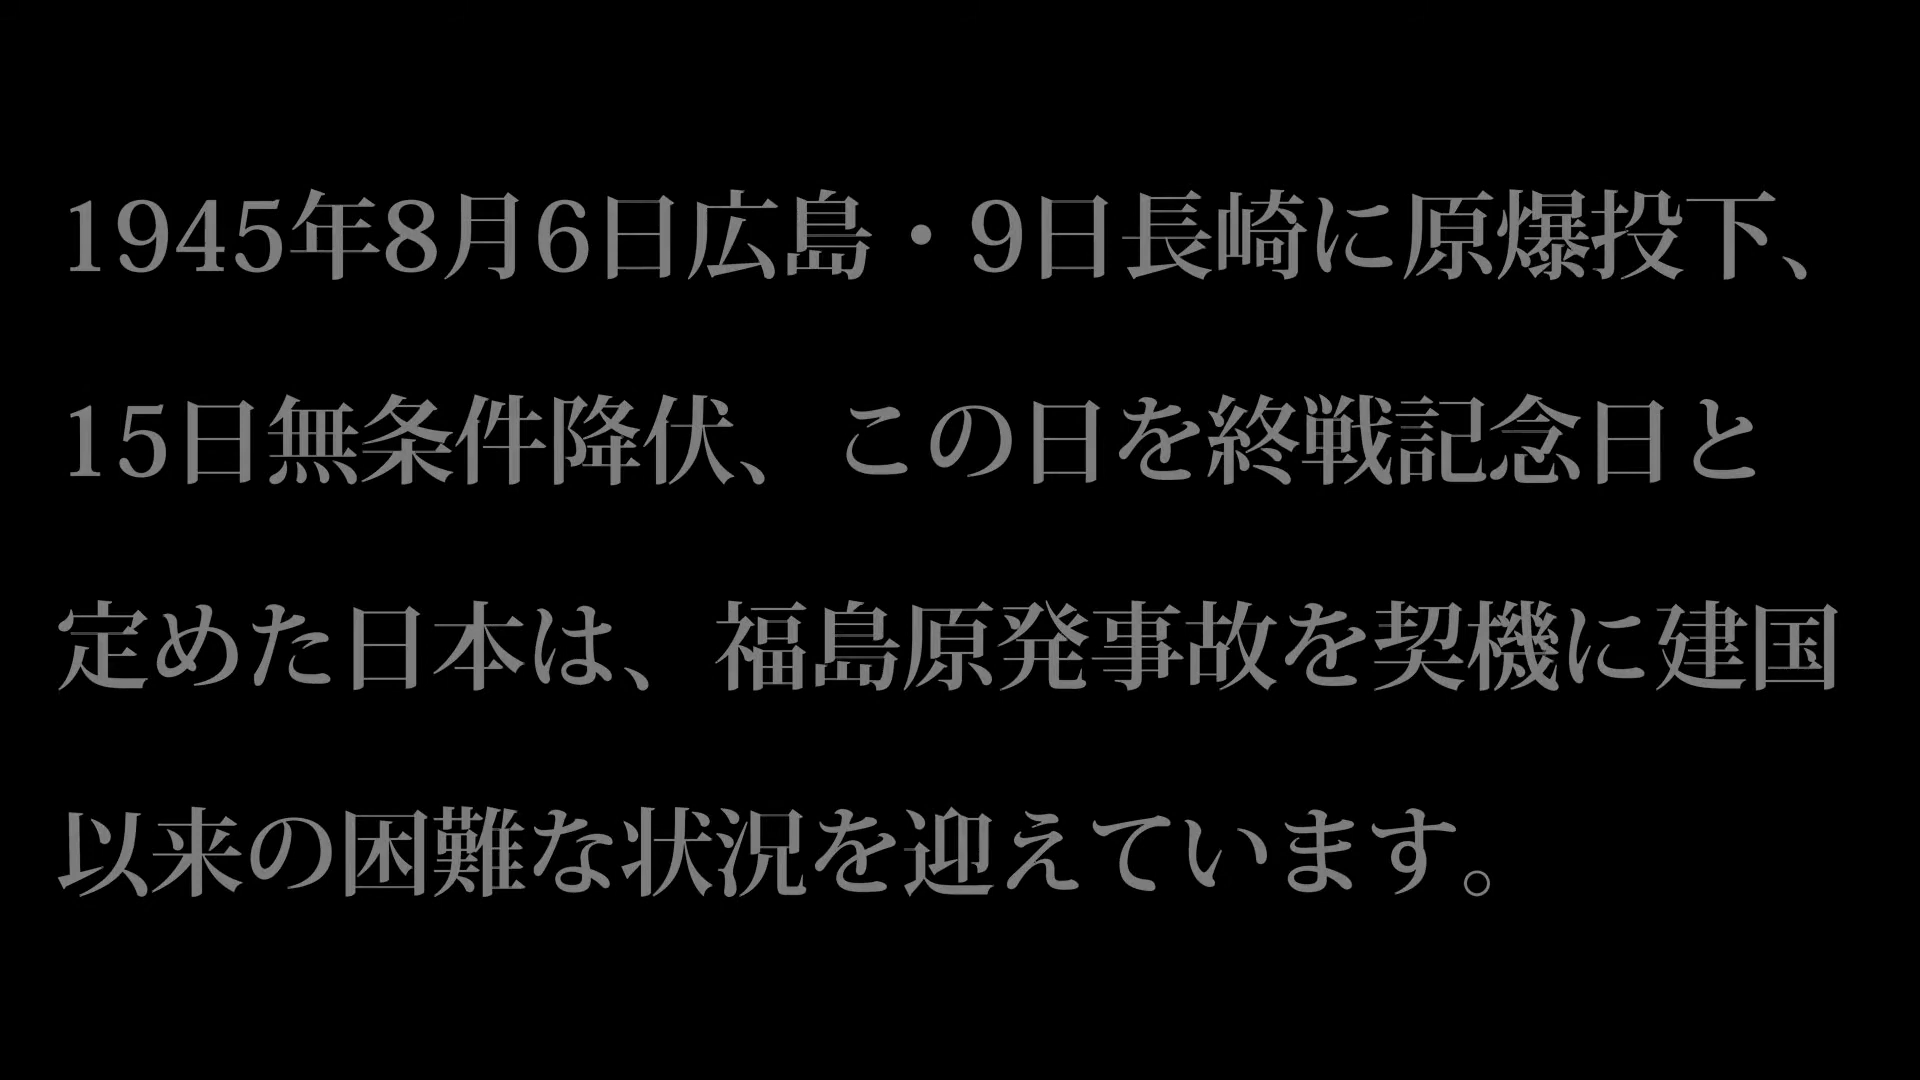 1945年8月6日広島・9日長崎に原爆投下、
15日無条件降伏、この日を終戦記念日と
定めた日本は、福島原発事故を契機に建国
以来の困難な状況を迎えています。